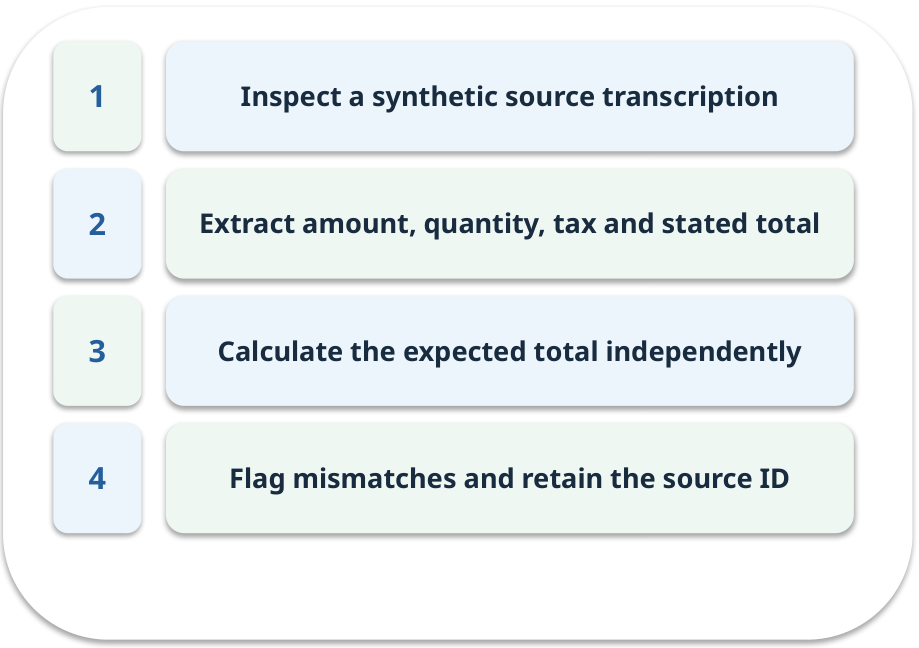 1
Inspect a synthetic source transcription
2
Extract amount, quantity, tax and stated total
3
Calculate the expected total independently
4
Flag mismatches and retain the source ID